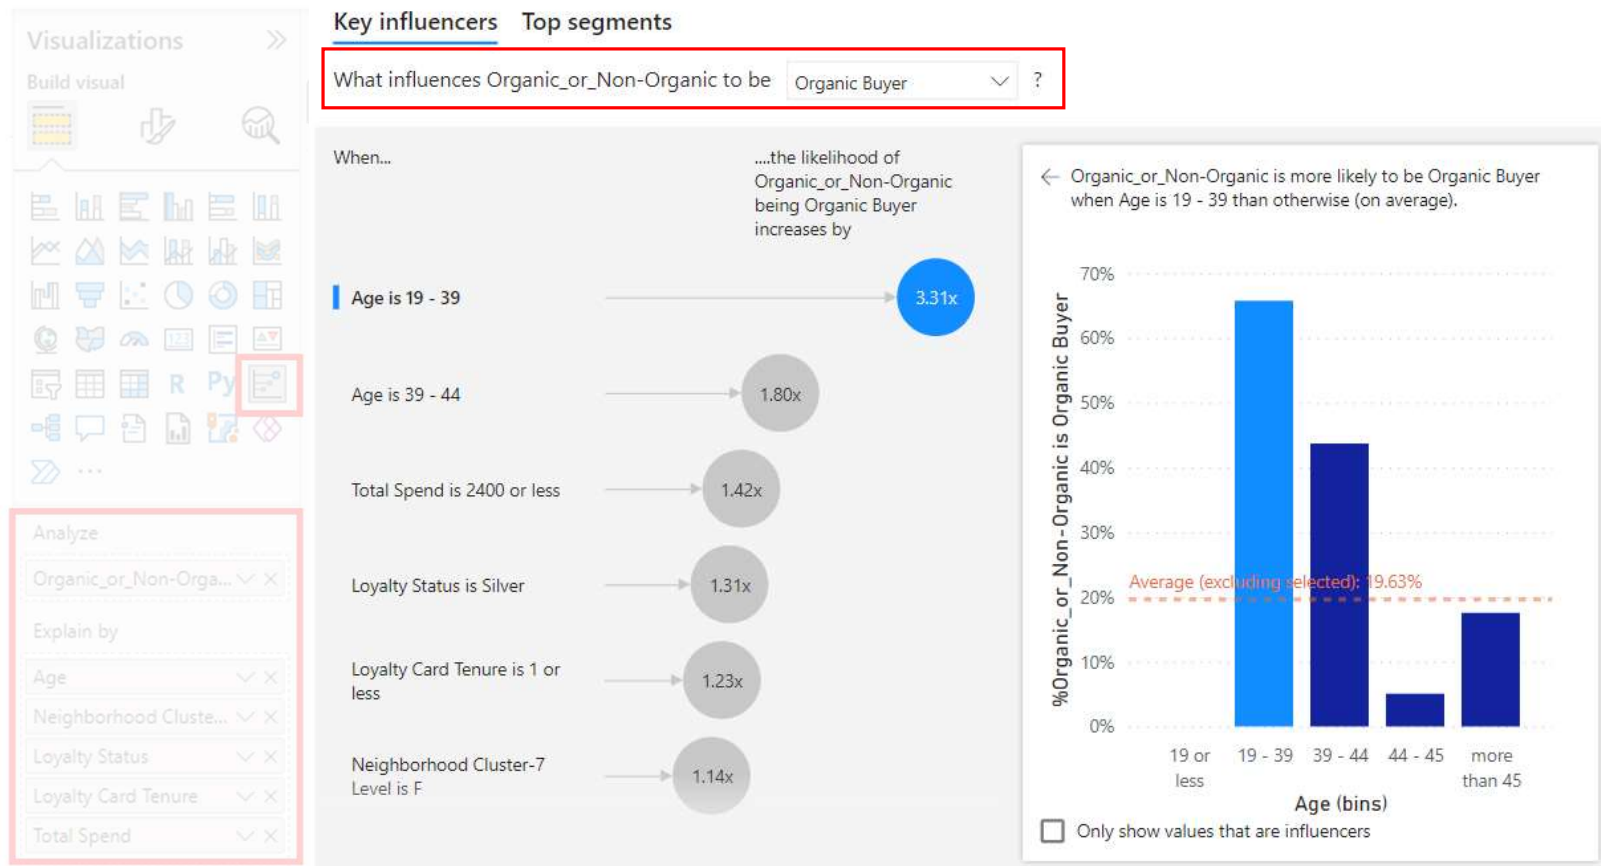 Visualizations
Build visual
123
R
Py
Analyze
Organic_or_Non-Orga...
Explain by
Age
Neighborhood Cluste...
Loyalty Status
Loyalty Card Tenure
Total Spend
Key influencers Top segments
What influences Organic_or_Non-Organic to be Organic Buyer ?
When...
....the likelihood of
Organic_or_Non-Organic
being Organic Buyer
increases by
Age is 19 - 39 3.31x
Age is 39 - 44 1.80x
Total Spend is 2400 or less 1.42x
Loyalty Status is Silver 1.31x
Loyalty Card Tenure is 1 or
less
1.23x
Neighborhood Cluster-7
Level is F
1.14x
Organic_or_Non-Organic is more likely to be Organic Buyer
when Age is 19 - 39 than otherwise (on average).
%Organic_or_Non-Organic is Organic Buyer
70%
60%
50%
40%
30%
20%
10%
0%
Average (excluding selected): 19.63%
19 or
less
19 - 39
39 - 44
44 - 45
more
than 45
Age (bins)
Only show values that are influencers